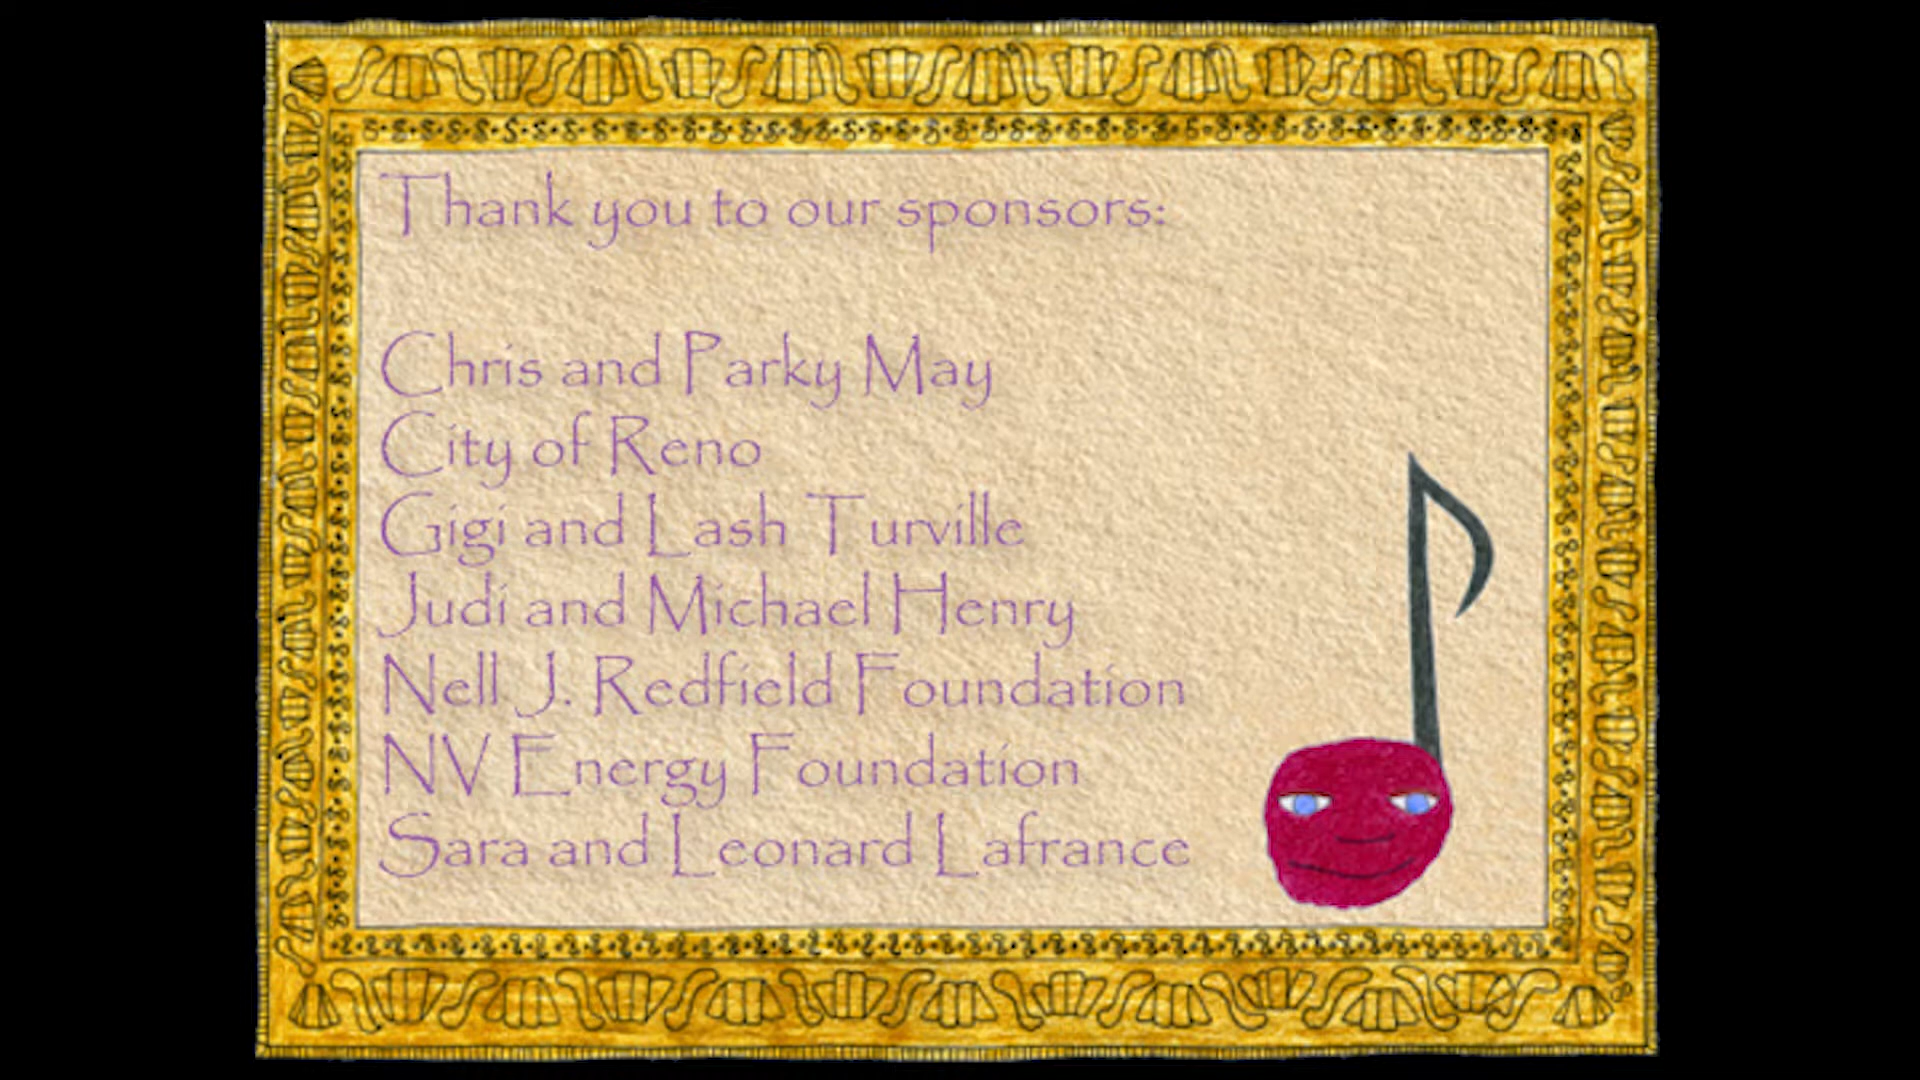 Thank you to our sponsors:
Chris and Parky May
City of Reno
Gigi and Lash Turville
Judi and Michael Henry
Nell J. Redfield Foundation
NV Energy Foundation
Sara and Leonard Lafrance